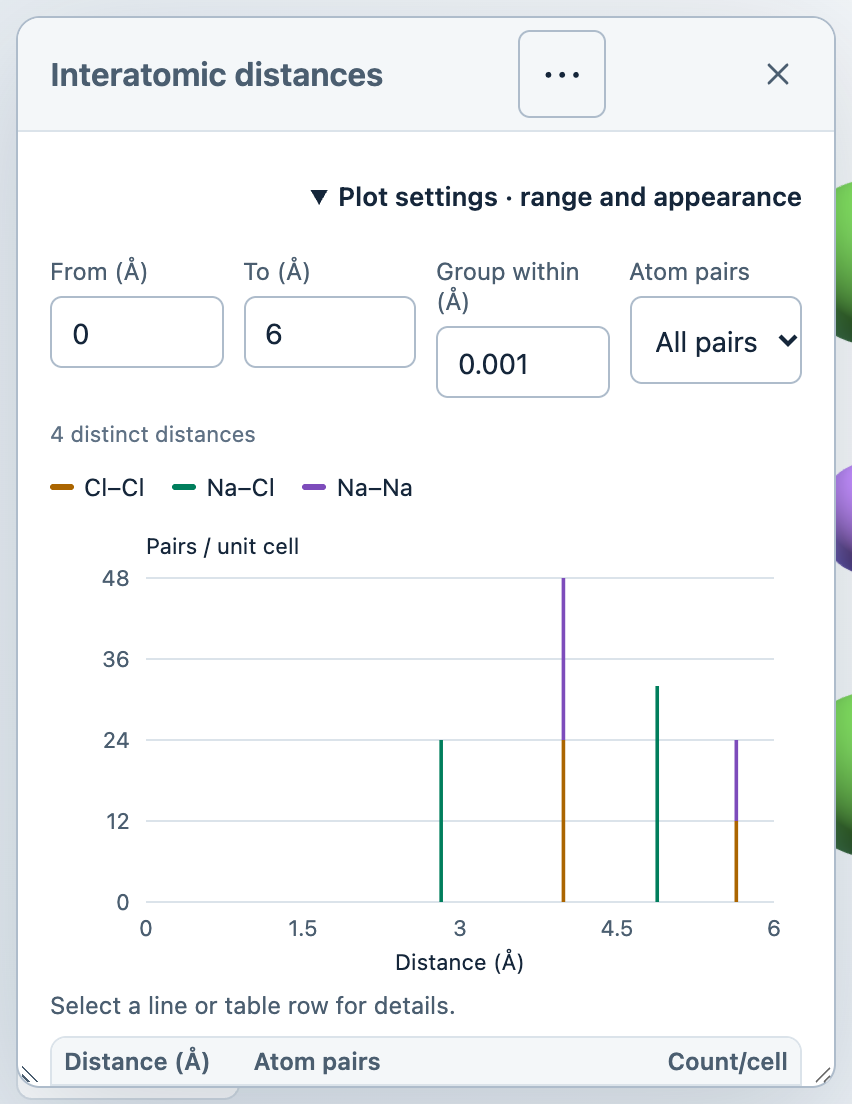 Interatomic distances
▼ Plot settings · range and appearance
From (Å)
To (Å)
Group within (Å)
Atom pairs
0
6
0.001
All pairs
4 distinct distances
Cl–Cl Na–Cl Na–Na
Pairs / unit cell
48
36
24
12
0
0 1.5 3 4.5 6
Distance (Å)
Select a line or table row for details.
Distance (Å) Atom pairs Count/cell